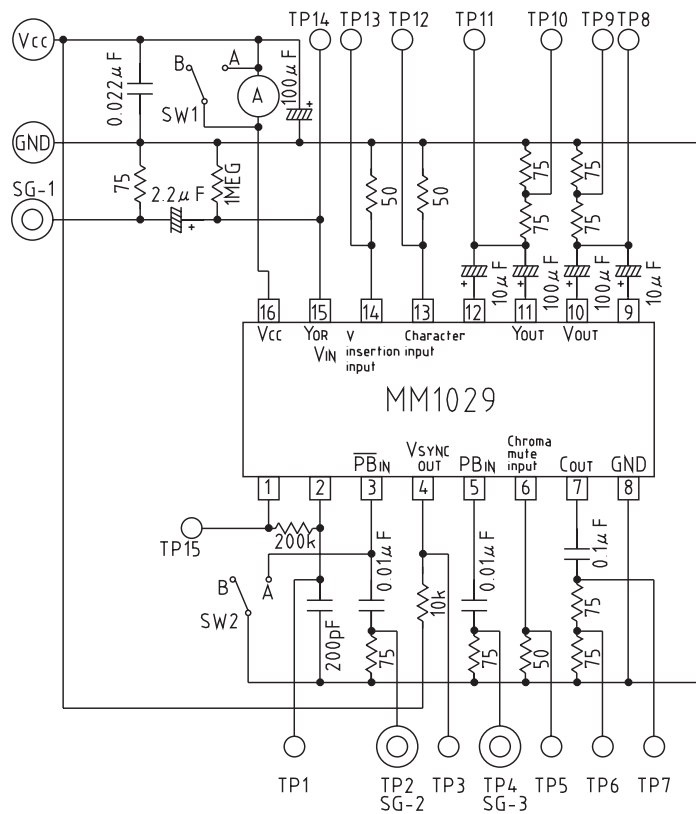 TP14 TP13 TP12 TP11 TP10 TP9 TP8
Vcc
0.022μF
B
A
SW1
A
100μF
GND
75
1MEG
50
50
75
75
75
75
SG-1
2.2μF
10μF
100μF
100μF
10μF
16 15 14 13 12 11 10 9
Vcc
YOR
VIN
V
insertion
input
Character
input
YOUT
VOUT
MM1029
PBIN
VSYNC
OUT
PBIN
Chroma
mute
input
COUT
GND
1 2 3 4 5 6 7 8
TP15
200k
0.01μF
0.01μF
0.1μF
B
A
SW2
200pF
75
10k
75
50
75
75
TP1
TP2
SG-2
TP3
TP4
SG-3
TP5
TP6
TP7